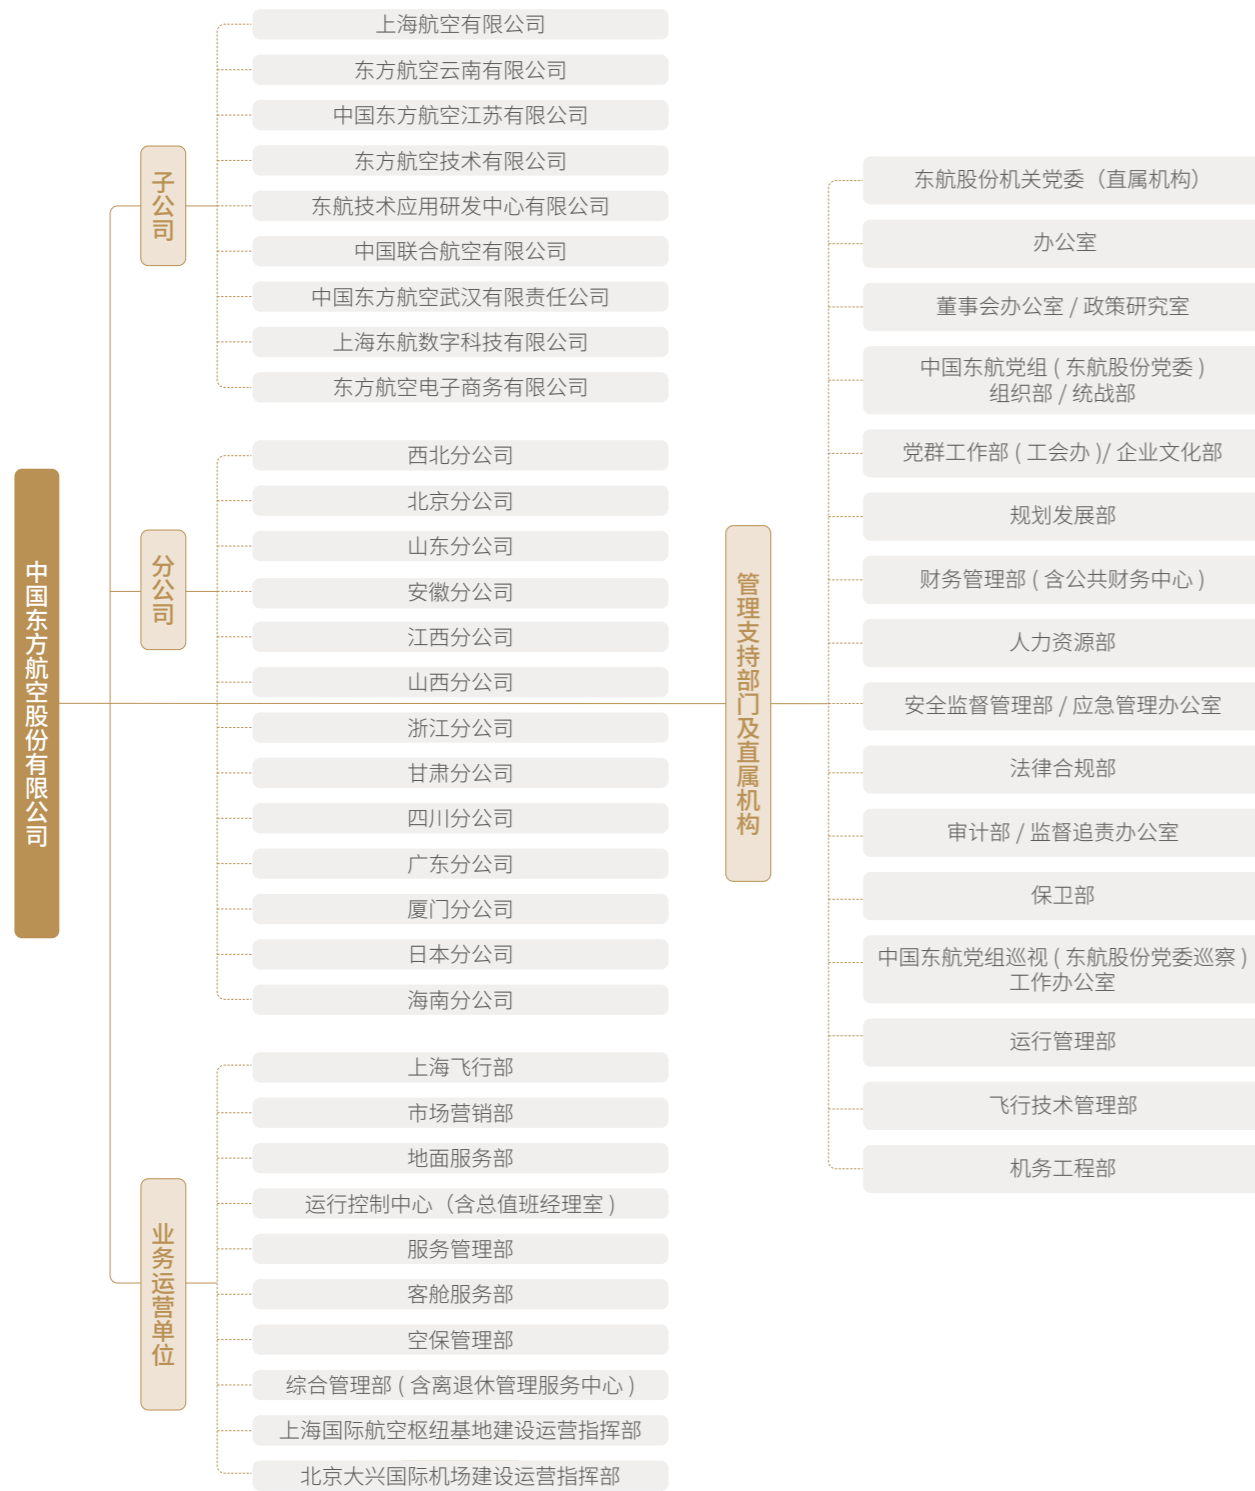 中国东方航空股份有限公司
子公司
上海航空有限公司
东方航空云南有限公司
中国东方航空江苏有限公司
东方航空技术有限公司
东航技术应用研发中心有限公司
中国联合航空有限公司
中国东方航空武汉有限责任公司
上海东航数字科技有限公司
东方航空电子商务有限公司
分公司
西北分公司
北京分公司
山东分公司
安徽分公司
江西分公司
山西分公司
浙江分公司
甘肃分公司
四川分公司
广东分公司
厦门分公司
日本分公司
海南分公司
业务运营单位
上海飞行部
市场营销部
地面服务部
运行控制中心（含总值班经理室 )
服务管理部
客舱服务部
空保管理部
综合管理部 ( 含离退休管理服务中心 )
上海国际航空枢纽基地建设运营指挥部
北京大兴国际机场建设运营指挥部
管理支持部门及直属机构
东航股份机关党委（直属机构）
办公室
董事会办公室 / 政策研究室
中国东航党组 ( 东航股份党委 )
组织部 / 统战部
党群工作部 ( 工会办 )/ 企业文化部
规划发展部
财务管理部 ( 含公共财务中心 )
人力资源部
安全监督管理部 / 应急管理办公室
法律合规部
审计部 / 监督追责办公室
保卫部
中国东航党组巡视 ( 东航股份党委巡察 )
工作办公室
运行管理部
飞行技术管理部
机务工程部